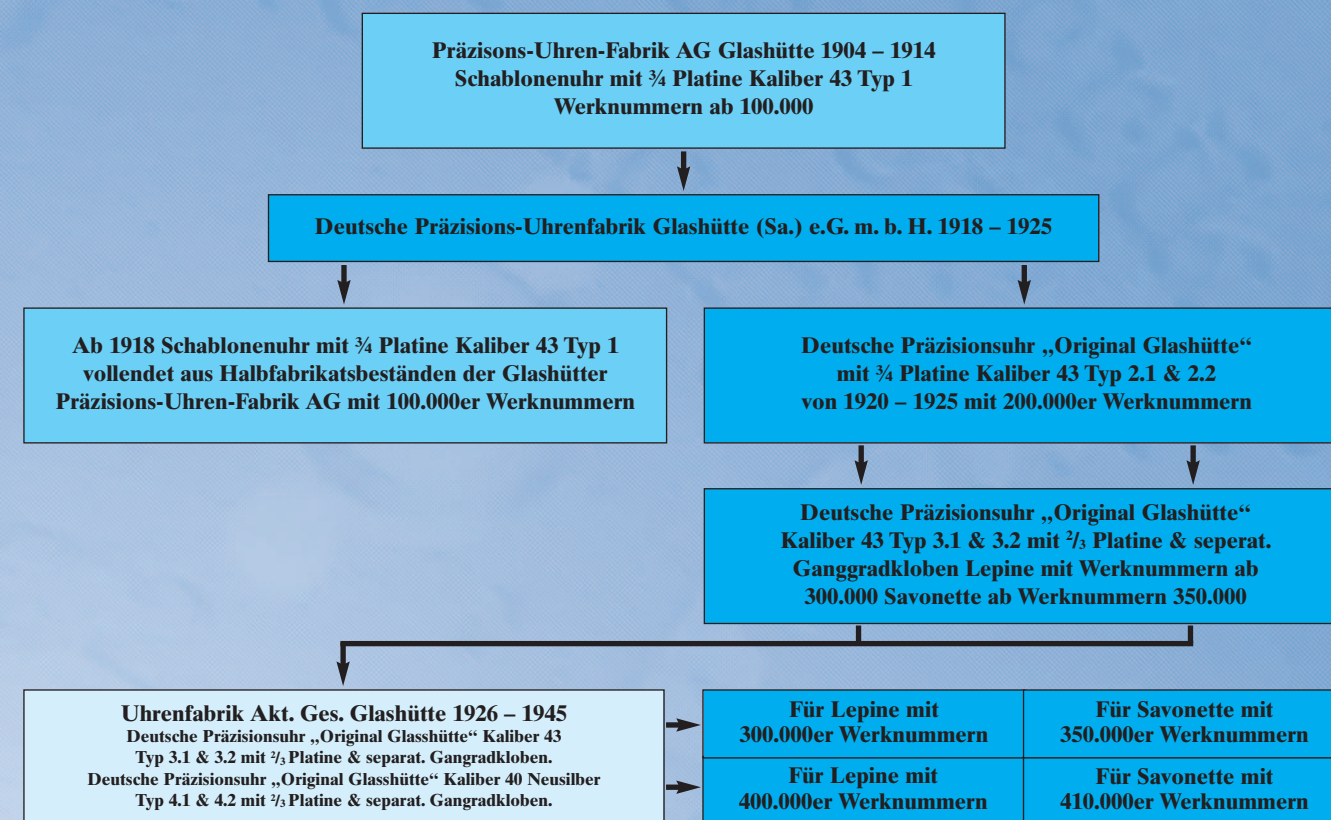 Präzisons-Uhren-Fabrik AG Glashütte 1904 – 1914
Schablonenuhr mit ¾ Platine Kaliber 43 Typ 1
Werknummern ab 100.000
Deutsche Präzisions-Uhrenfabrik Glashütte (Sa.) e.G. m. b. H. 1918 – 1925
Ab 1918 Schablonenuhr mit ¾ Platine Kaliber 43 Typ 1
vollendet aus Halbfabrikatsbeständen der Glashütter
Präzisions-Uhren-Fabrik AG mit 100.000er Werknummern
Deutsche Präzisionsuhr „Original Glashütte“
mit ¾ Platine Kaliber 43 Typ 2.1 & 2.2
von 1920 – 1925 mit 200.000er Werknummern
Deutsche Präzisionsuhr „Original Glashütte“
Kaliber 43 Typ 3.1 & 3.2 mit ²/₃ Platine & seperat.
Ganggradkloben Lepine mit Werknummern ab
300.000 Savonette ab Werknummern 350.000
Uhrenfabrik Akt. Ges. Glashütte 1926 – 1945
Deutsche Präzisionsuhr „Original Glasshütte“ Kaliber 43
Typ 3.1 & 3.2 mit ²/₃ Platine & separat. Gangradkloben.
Deutsche Präzisionsuhr „Original Glasshütte“ Kaliber 40 Neusilber
Typ 4.1 & 4.2 mit ²/₃ Platine & separat. Gangradkloben.
Für Lepine mit
300.000er Werknummern
Für Savonette mit
350.000er Werknummern
Für Lepine mit
400.000er Werknummern
Für Savonette mit
410.000er Werknummern